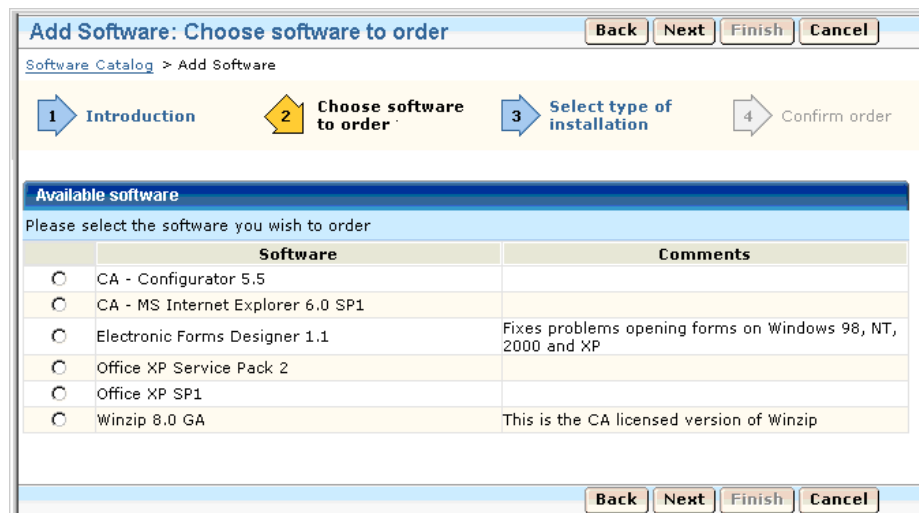 Add Software: Choose software to order
Back Next Finish Cancel
Software Catalog > Add Software
1 Introduction
2 Choose software
to order
3 Select type of
installation
4 Confirm order
Available software
Please select the software you wish to order
Software Comments
CA - Configurator 5.5
CA - MS Internet Explorer 6.0 SP1
Electronic Forms Designer 1.1
Fixes problems opening forms on Windows 98, NT,
2000 and XP
Office XP Service Pack 2
Office XP SP1
Winzip 8.0 GA This is the CA licensed version of Winzip
Back Next Finish Cancel